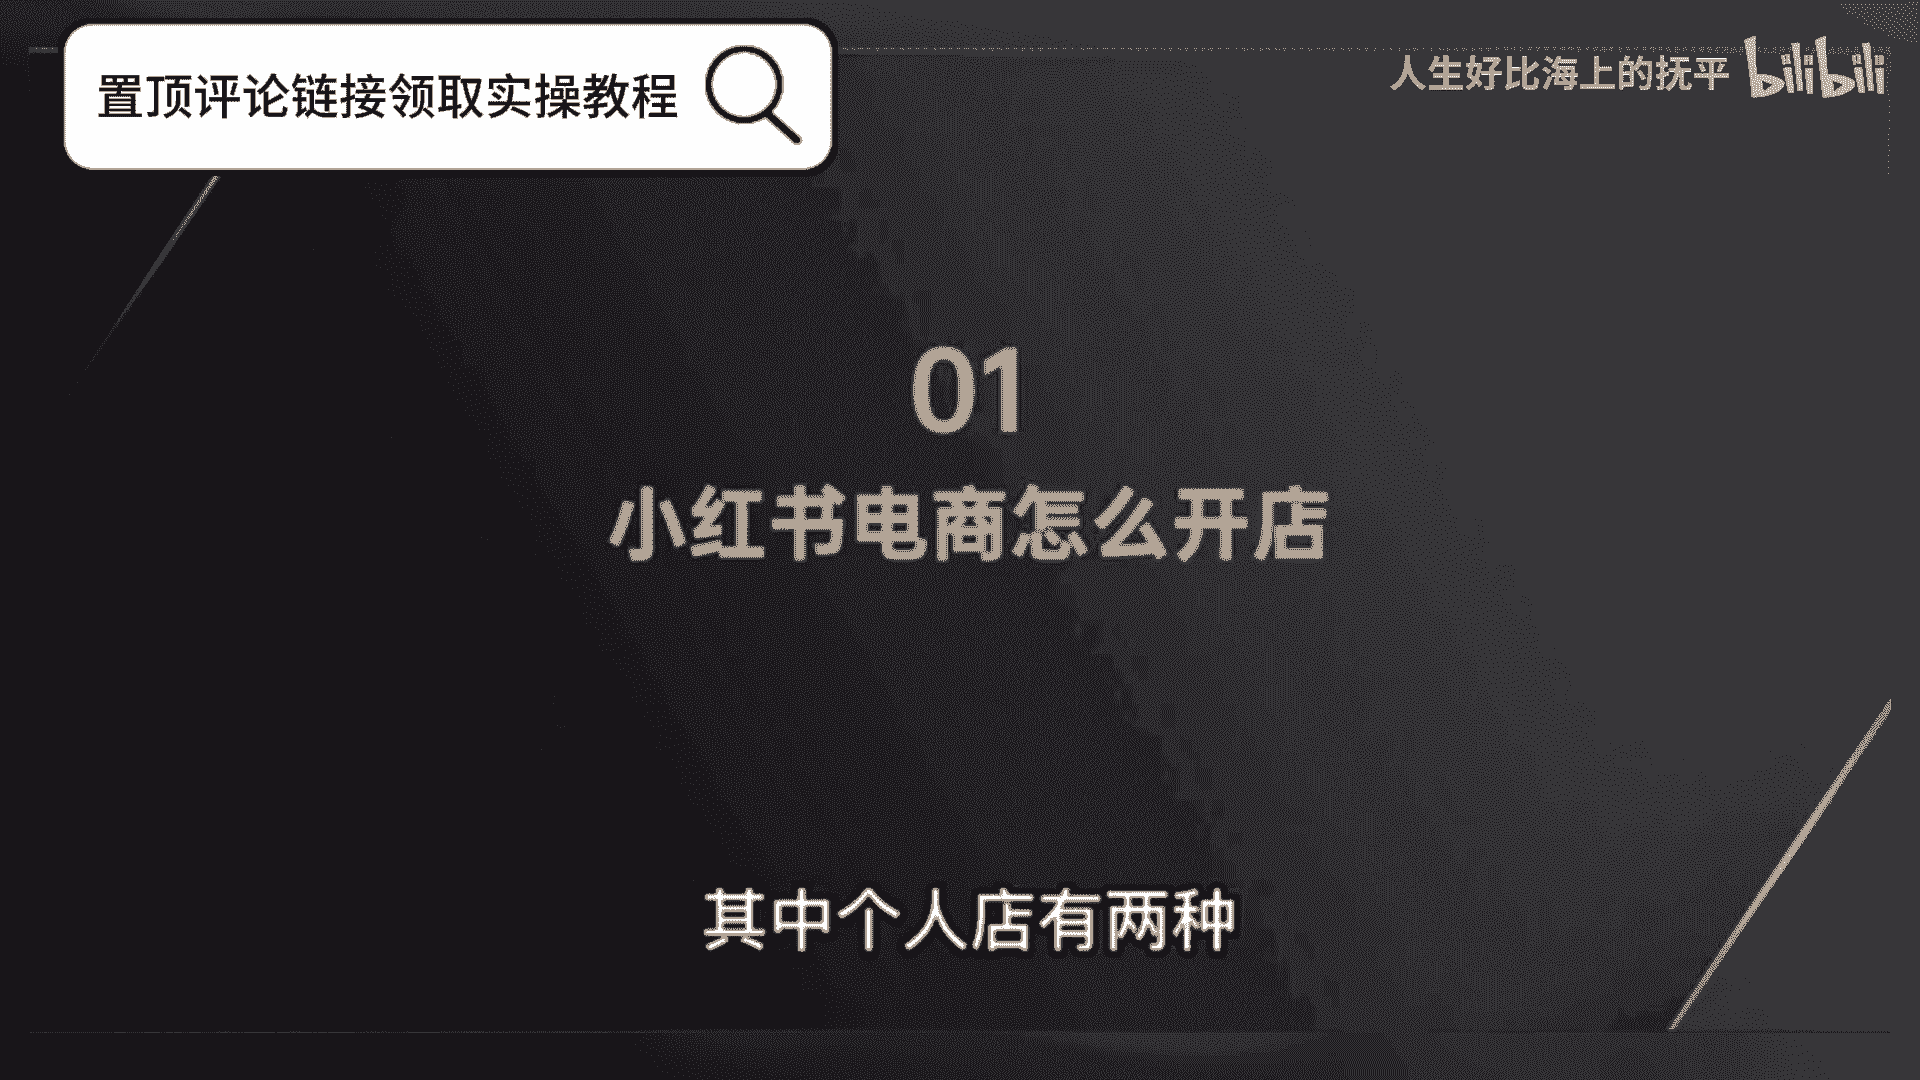 置顶评论链接领取实操教程
人生好比海上的抚平 bilibili
01
小红书电商怎么开店
其中个人店有两种